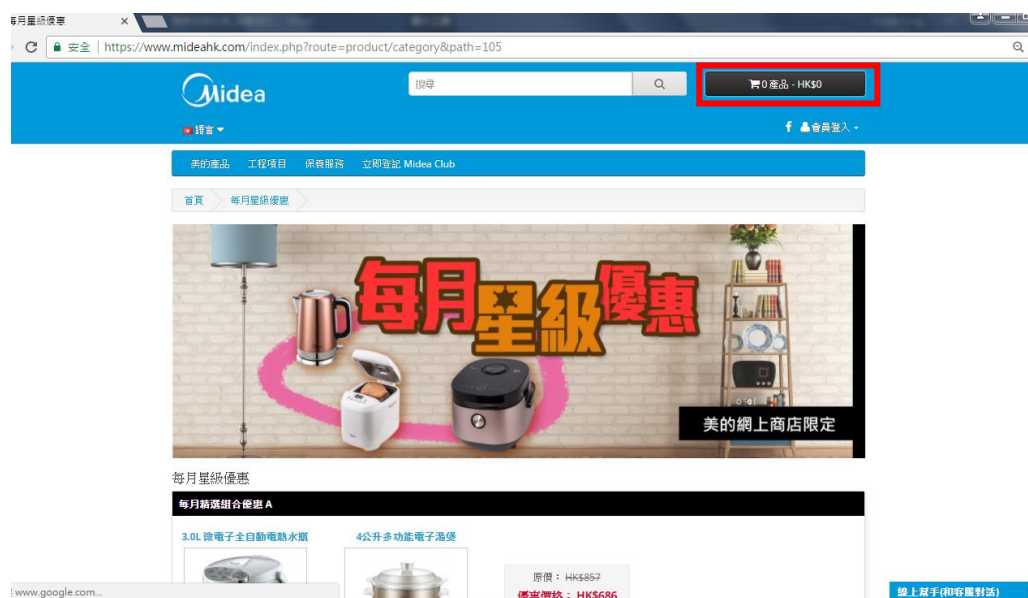 每月星級優惠 ×
安全 | https://www.mideahk.com/index.php?route=product/category&path=105
Midea
搜尋
0 產品 - HK$0
語言
f 會員登入
美的產品 工程項目 保養服務 立即登記 Midea Club
首頁 每月星級優惠
每月星級優惠
美的網上商店限定
每月星級優惠
每月精選組合優惠 A
3.0L 微電子全自動電熱水瓶 4公升多功能電子湯煲
原價： HK$857
優惠價格： HK$686
www.google.com...
線上幫手(和客服對話)